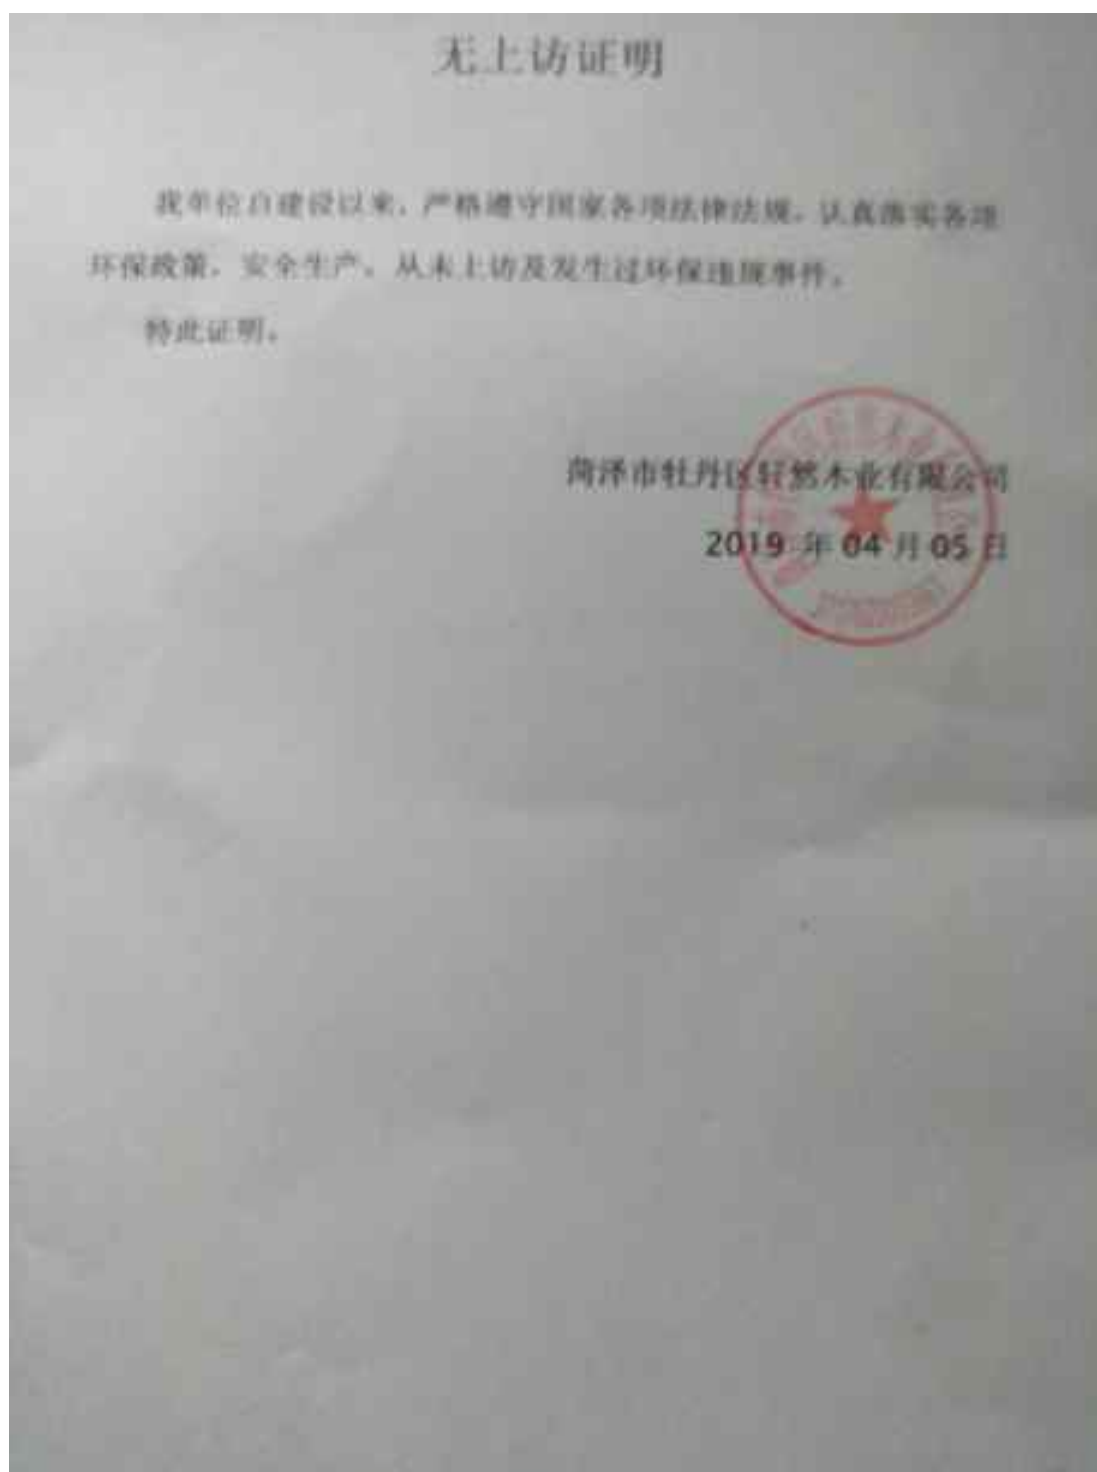 无上访证明
我单位自建设以来，严格遵守国家各项法律法规，认真落实各项
环保政策，安全生产，从未上访及发生过环保违规事件。
特此证明。
菏泽市牡丹区轩然木业有限公司
2019 年 04 月 05 日